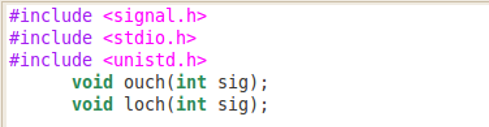 #include <signal.h>
#include <stdio.h>
#include <unistd.h>
void ouch(int sig);
void loch(int sig);